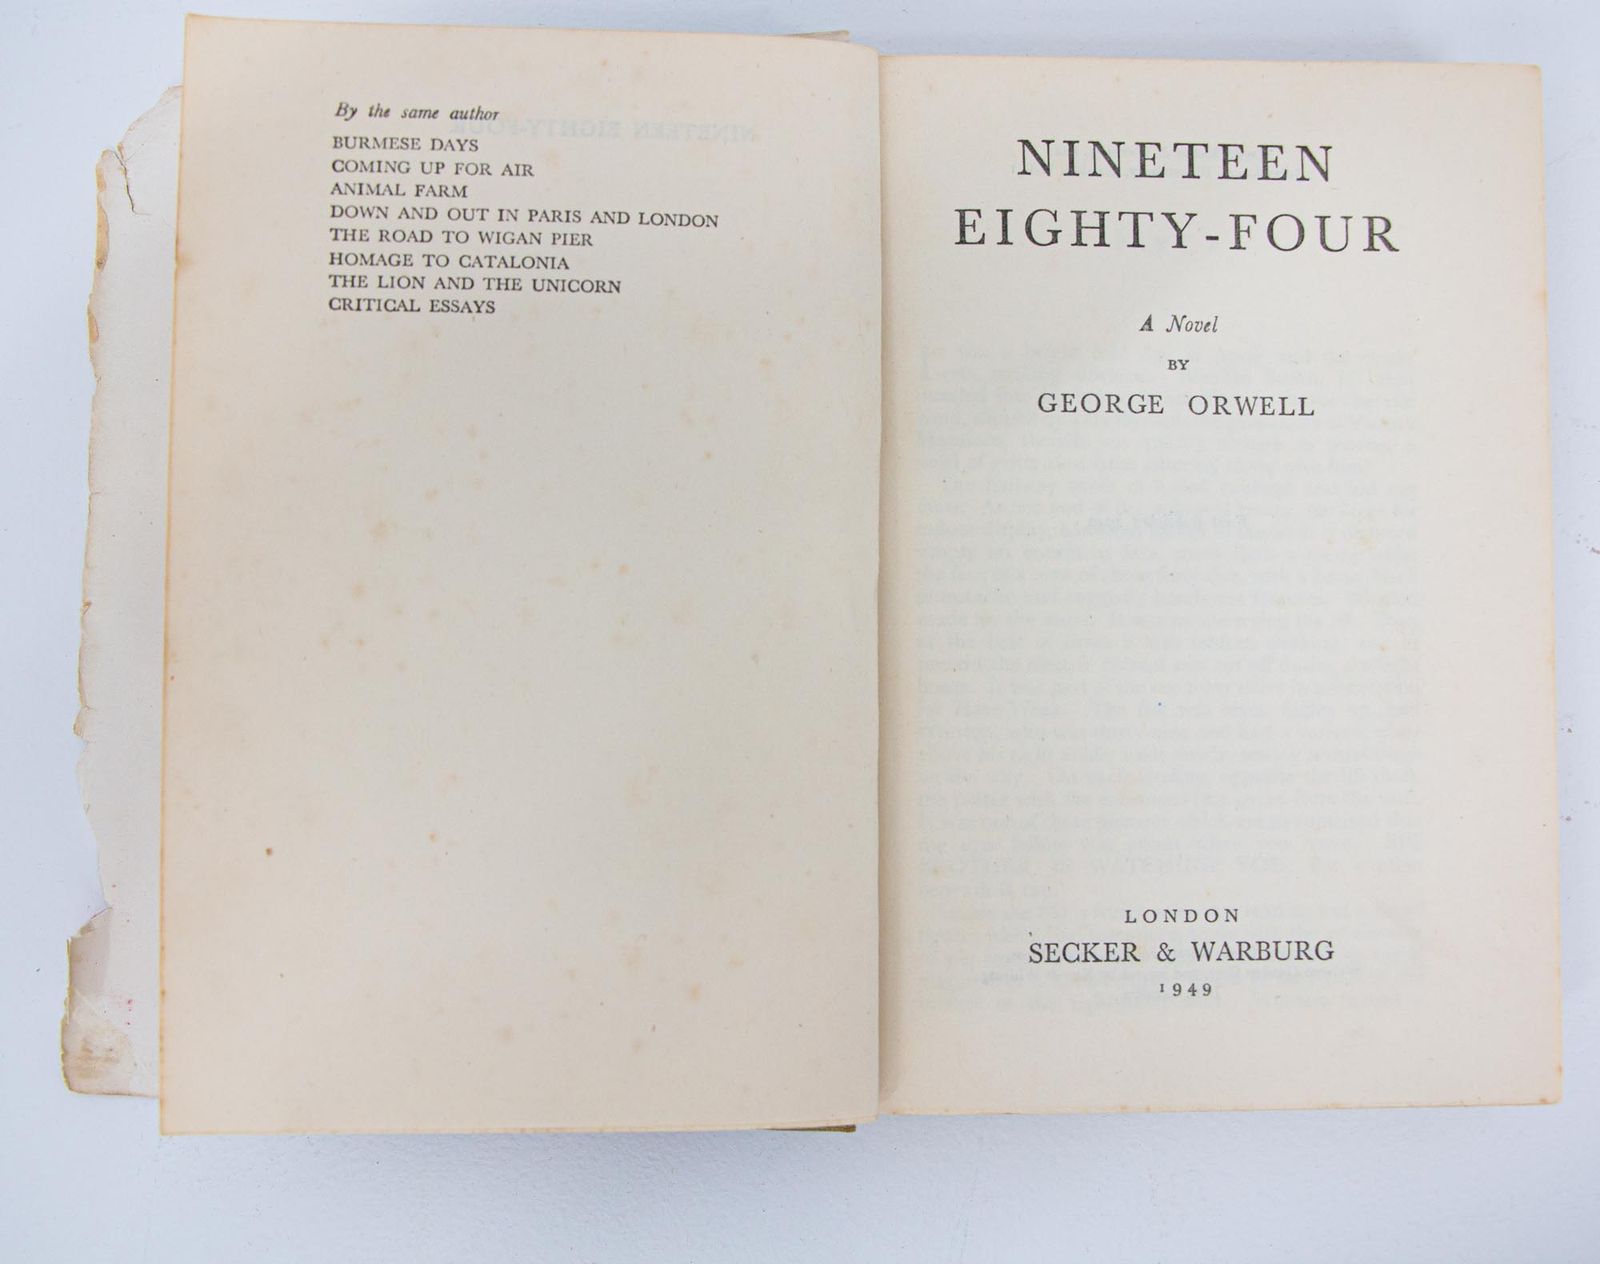 By the same author
BURMESE DAYS
COMING UP FOR AIR
ANIMAL FARM
DOWN AND OUT IN PARIS AND LONDON
THE ROAD TO WIGAN PIER
HOMAGE TO CATALONIA
THE LION AND THE UNICORN
CRITICAL ESSAYS
NINETEEN
EIGHTY-FOUR
A Novel
BY
GEORGE ORWELL
LONDON
SECKER & WARBURG
1949